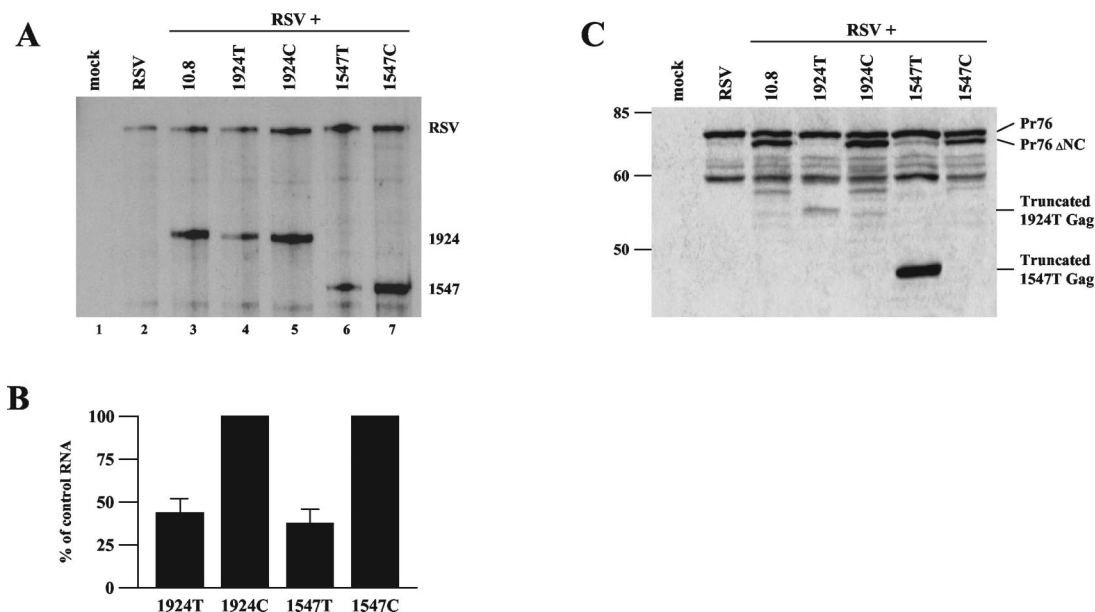 A
RSV +
mock
RSV
10.8
1924T
1924C
1547T
1547C
RSV
1924
1547
1 2 3 4 5 6 7
B
% of control RNA
100
75
50
25
0
1924T 1924C 1547T 1547C
C
RSV +
mock
RSV
10.8
1924T
1924C
1547T
1547C
85
60
50
Pr76
Pr76 ΔNC
Truncated
1924T Gag
Truncated
1547T Gag